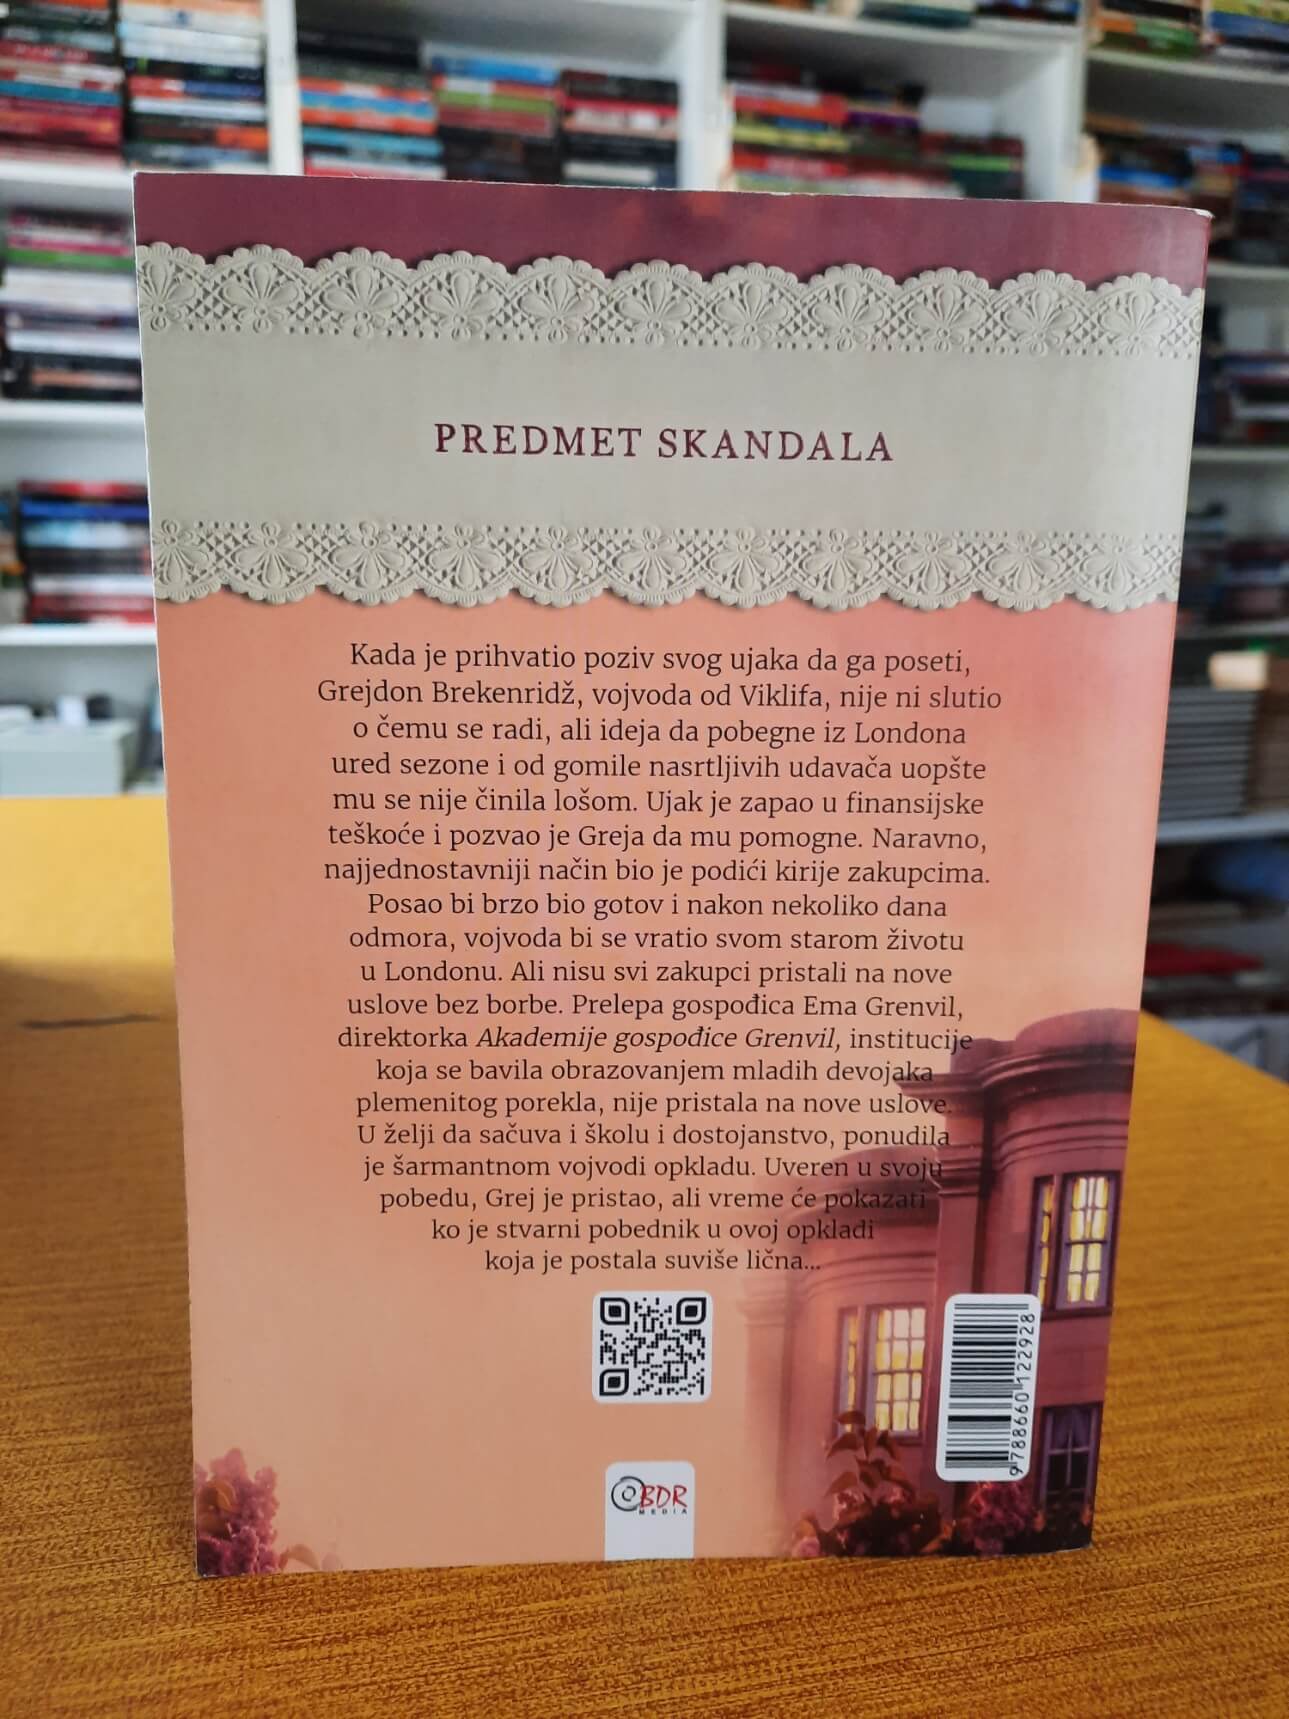 PREDMET SKANDALA
Kada je prihvatio poziv svog ujaka da ga poseti,
Grejdon Brekenridž, vojvoda od Viklifa, nije ni slutio
o čemu se radi, ali ideja da pobegne iz Londona
ured sezone i od gomile nasrtljivih udavača uopšte
mu se nije činila lošom. Ujak je zapao u finansijske
teškoće i pozvao je Greja da mu pomogne. Naravno,
najjednostavniji način bio je podići kirije zakupcima.
Posao bi brzo bio gotov i nakon nekoliko dana
odmora, vojvoda bi se vratio svom starom životu
u Londonu. Ali nisu svi zakupci pristali na nove
uslove bez borbe. Prelepa gospođica Ema Grenvil,
direktorka Akademije gospođice Grenvil, institucije
koja se bavila obrazovanjem mladih devojaka
plemenitog porekla, nije pristala na nove uslove.
U želji da sačuva i školu i dostojanstvo, ponudila
je šarmantnom vojvodi opkladu. Uveren u svoju
pobedu, Grej je pristao, ali vreme će pokazati
ko je stvarni pobednik u ovoj opkladi
koja je postala suviše lična...
9788660122928
BDR
MEDIA